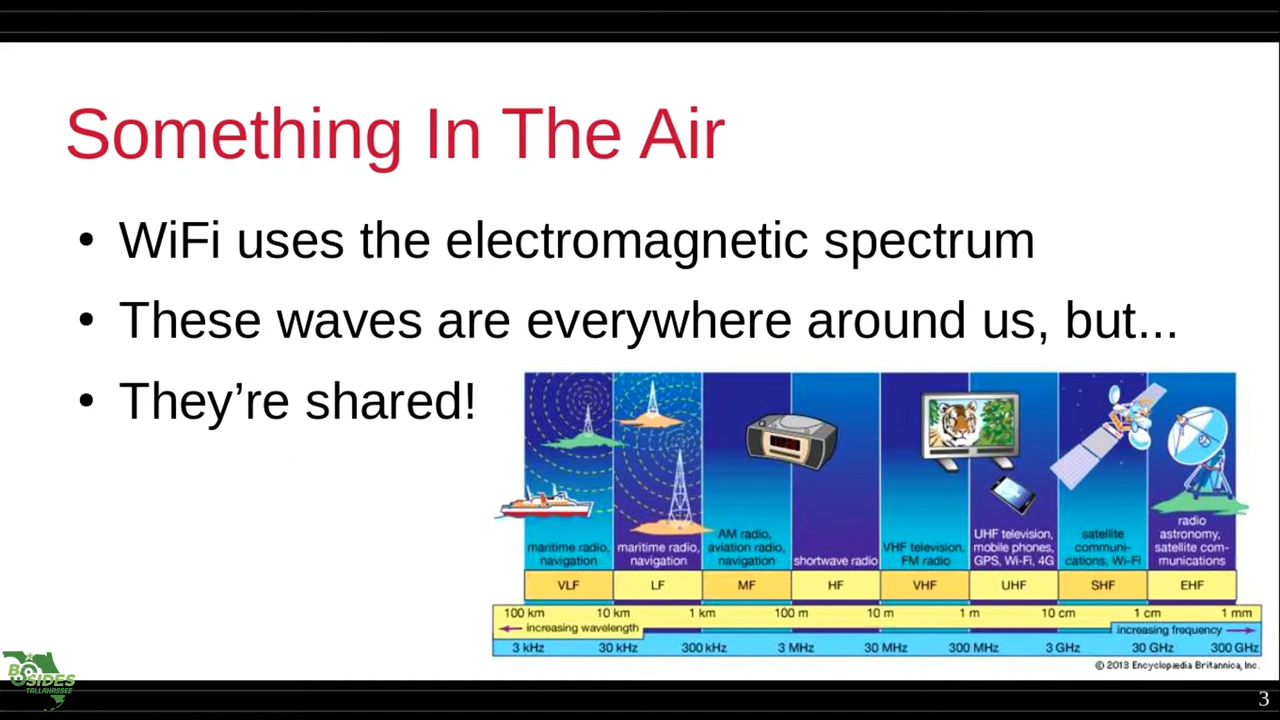 Something In The Air
• WiFi uses the electromagnetic spectrum
• These waves are everywhere around us, but...
• They’re shared!
maritime radio,
navigation
maritime radio,
navigation
AM radio,
aviation radio,
navigation
shortwave radio
VHF television,
FM radio
UHF television,
mobile phones,
GPS, Wi-Fi, 4G
satellite
communi-
cations, Wi-Fi
radio
astronomy,
satellite com-
munications
VLF LF MF HF VHF UHF SHF EHF
100 km 10 km 1 km 100 m 10 m 1 m 10 cm 1 cm 1 mm
increasing wavelength
increasing frequency
3 kHz 30 kHz 300 kHz 3 MHz 30 MHz 300 MHz 3 GHz 30 GHz 300 GHz
© 2013 Encyclopædia Britannica, Inc.
BSIDES
TALLAHASSEE
3